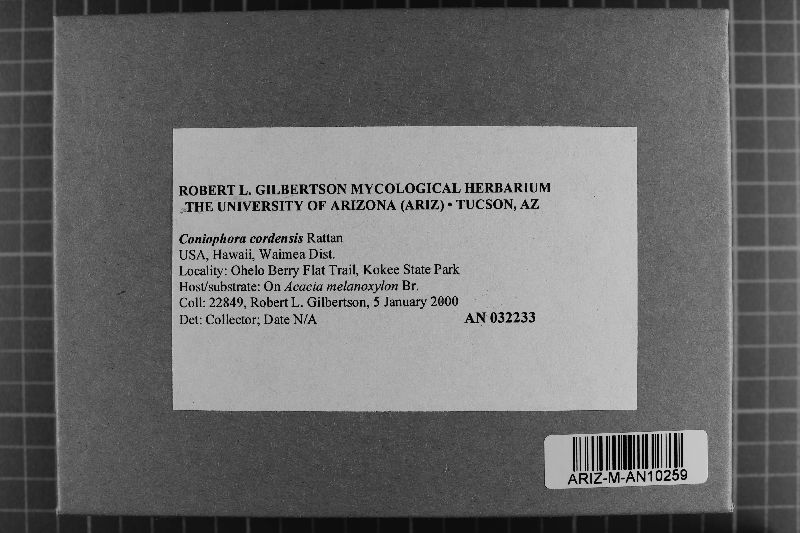 ROBERT L. GILBERTSON MYCOLOGICAL HERBARIUM
THE UNIVERSITY OF ARIZONA (ARIZ) • TUCSON, AZ
Coniophora cordensis Rattan
USA, Hawaii, Waimea Dist.
Locality: Ohelo Berry Flat Trail, Kokee State Park
Host/substrate: On Acacia melanoxylon Br.
Coll: 22849, Robert L. Gilbertson, 5 January 2000
Det: Collector; Date N/A AN 032233
ARIZ-M-AN10259